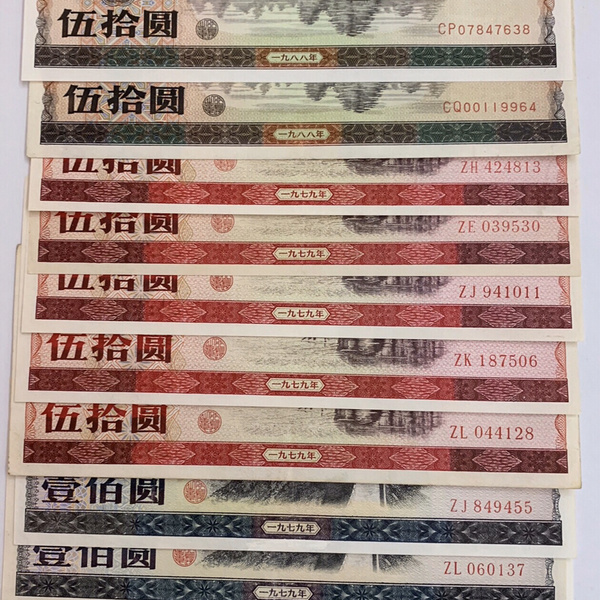 伍拾圆 CP07847638
一九八八年
伍拾圆 CQ00119964
一九八八年
伍拾圆 ZH 424813
一九七九年
伍拾圆 ZE 039530
一九七九年
伍拾圆 ZJ 941011
一九七九年
伍拾圆 ZK 187506
一九七九年
伍拾圆 ZL 044128
一九七九年
壹佰圆 ZJ 849455
一九七九年
壹佰圆 ZL 060137
一九七九年